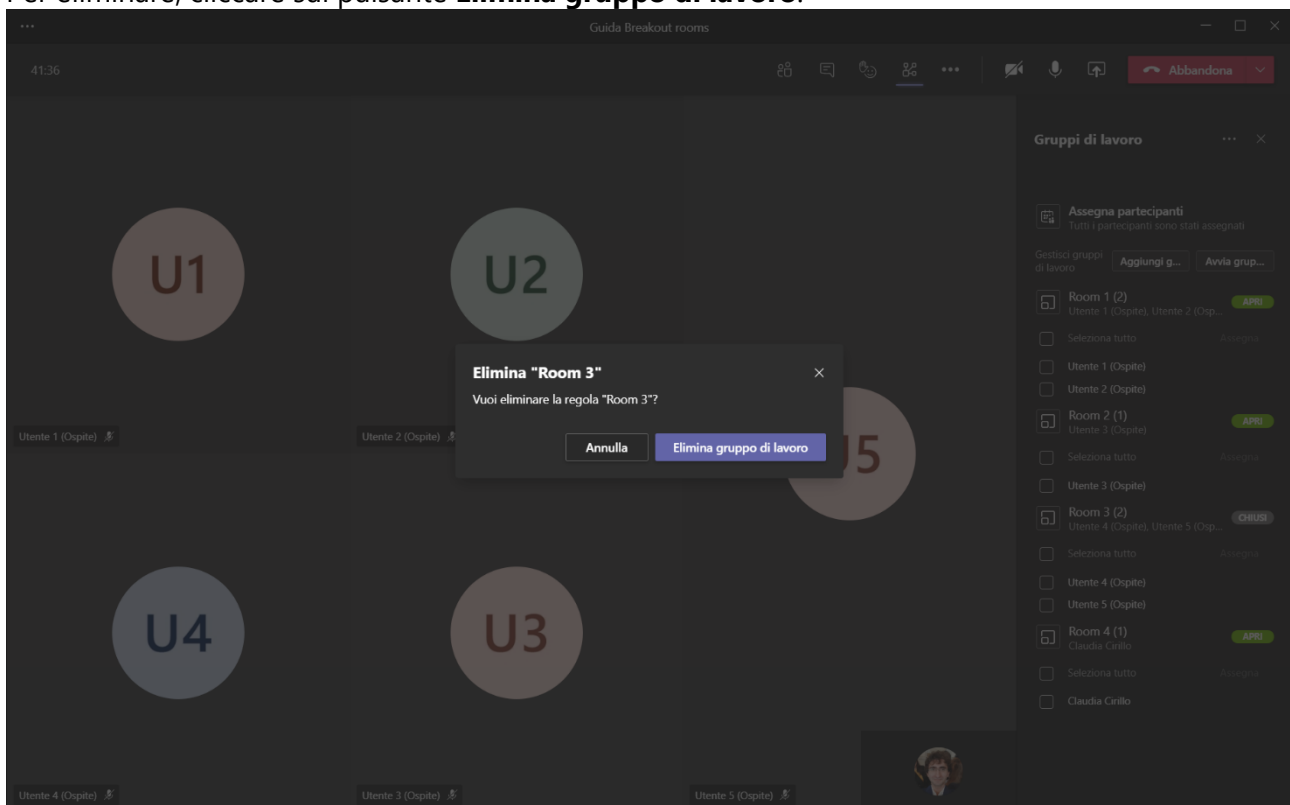 Per eliminare, cliccare sul pulsante Elimina gruppo di lavoro.
Guida Breakout rooms
41:36
Abbandona
U1
U2
U5
U4
U3
Utente 1 (Ospite)
Utente 2 (Ospite)
Utente 4 (Ospite)
Utente 3 (Ospite)
Utente 5 (Ospite)
Elimina "Room 3"
Vuoi eliminare la regola "Room 3"?
Annulla
Elimina gruppo di lavoro
Gruppi di lavoro
Assegna partecipanti
Tutti i partecipanti sono stati assegnati
Gestisci gruppi
di lavoro
Aggiungi g...
Avvia grup...
Room 1 (2)
APRI
Utente 1 (Ospite), Utente 2 (Osp...
Seleziona tutto
Assegna
Utente 1 (Ospite)
Utente 2 (Ospite)
Room 2 (1)
APRI
Utente 3 (Ospite)
Seleziona tutto
Assegna
Utente 3 (Ospite)
Room 3 (2)
CHIUSI
Utente 4 (Ospite), Utente 5 (Osp...
Seleziona tutto
Assegna
Utente 4 (Ospite)
Utente 5 (Ospite)
Room 4 (1)
APRI
Claudia Cirillo
Seleziona tutto
Assegna
Claudia Cirillo